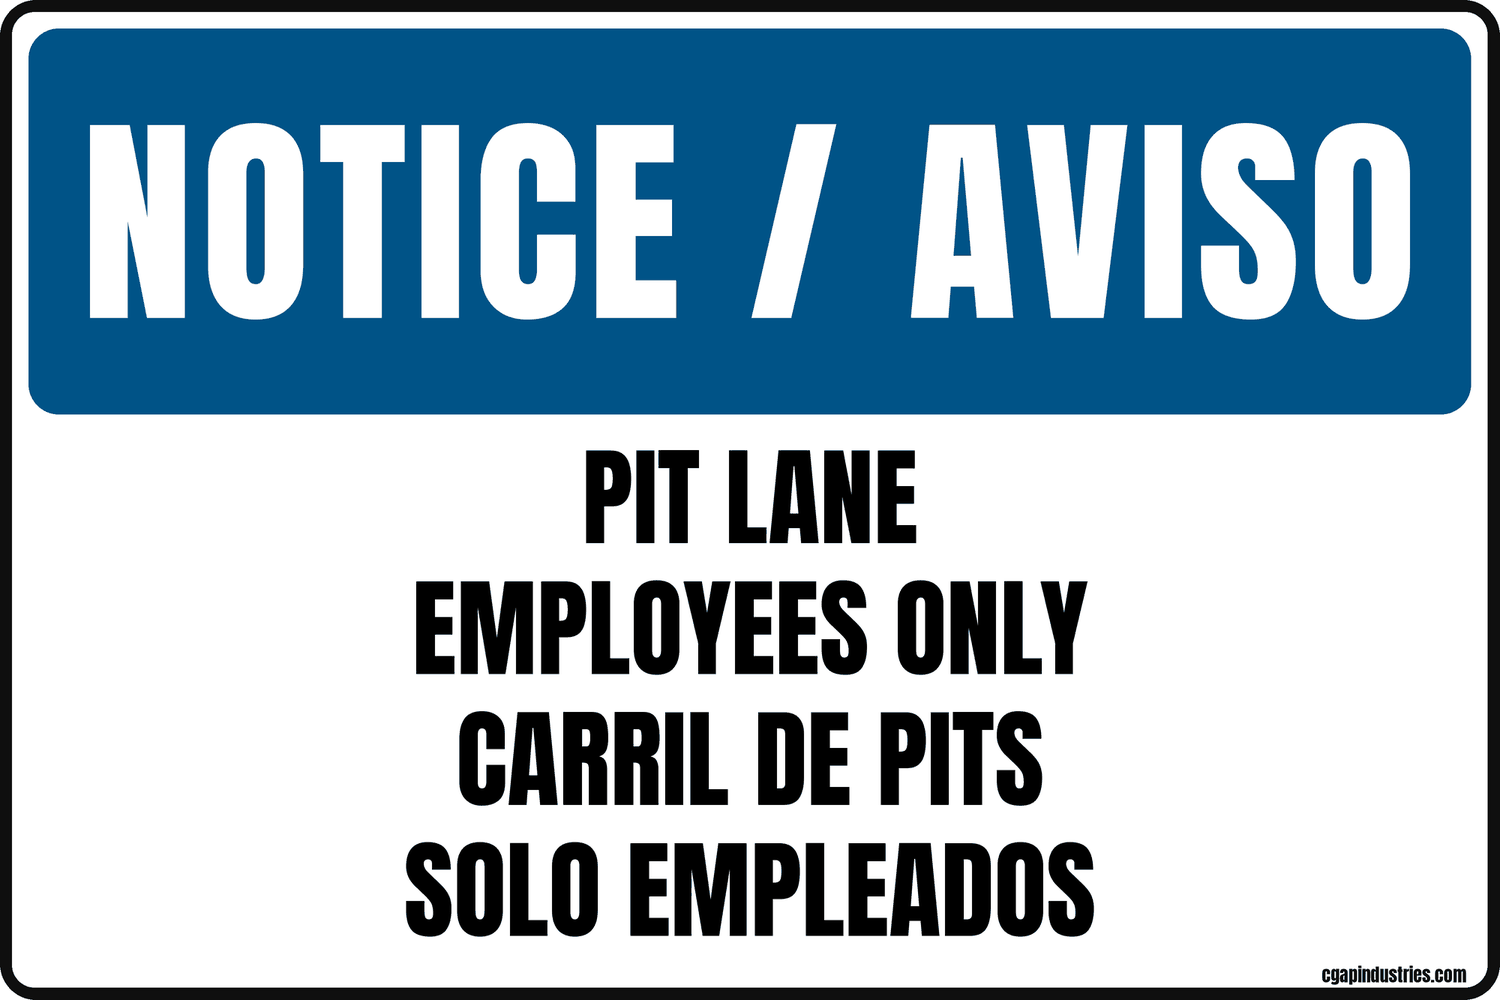 NOTICE / AVISO
PIT LANE
EMPLOYEES ONLY
CARRIL DE PITS
SOLO EMPLEADOS
cgapindustries.com